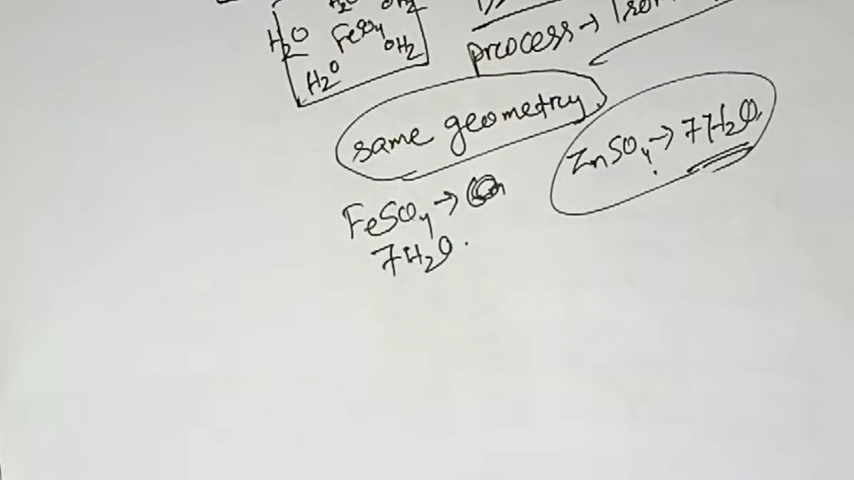 H₂O FeSO₄ OH₂
H₂O
process →
same geometry
ZnSO₄ → 7H₂O
FeSO₄ →
7H₂O.